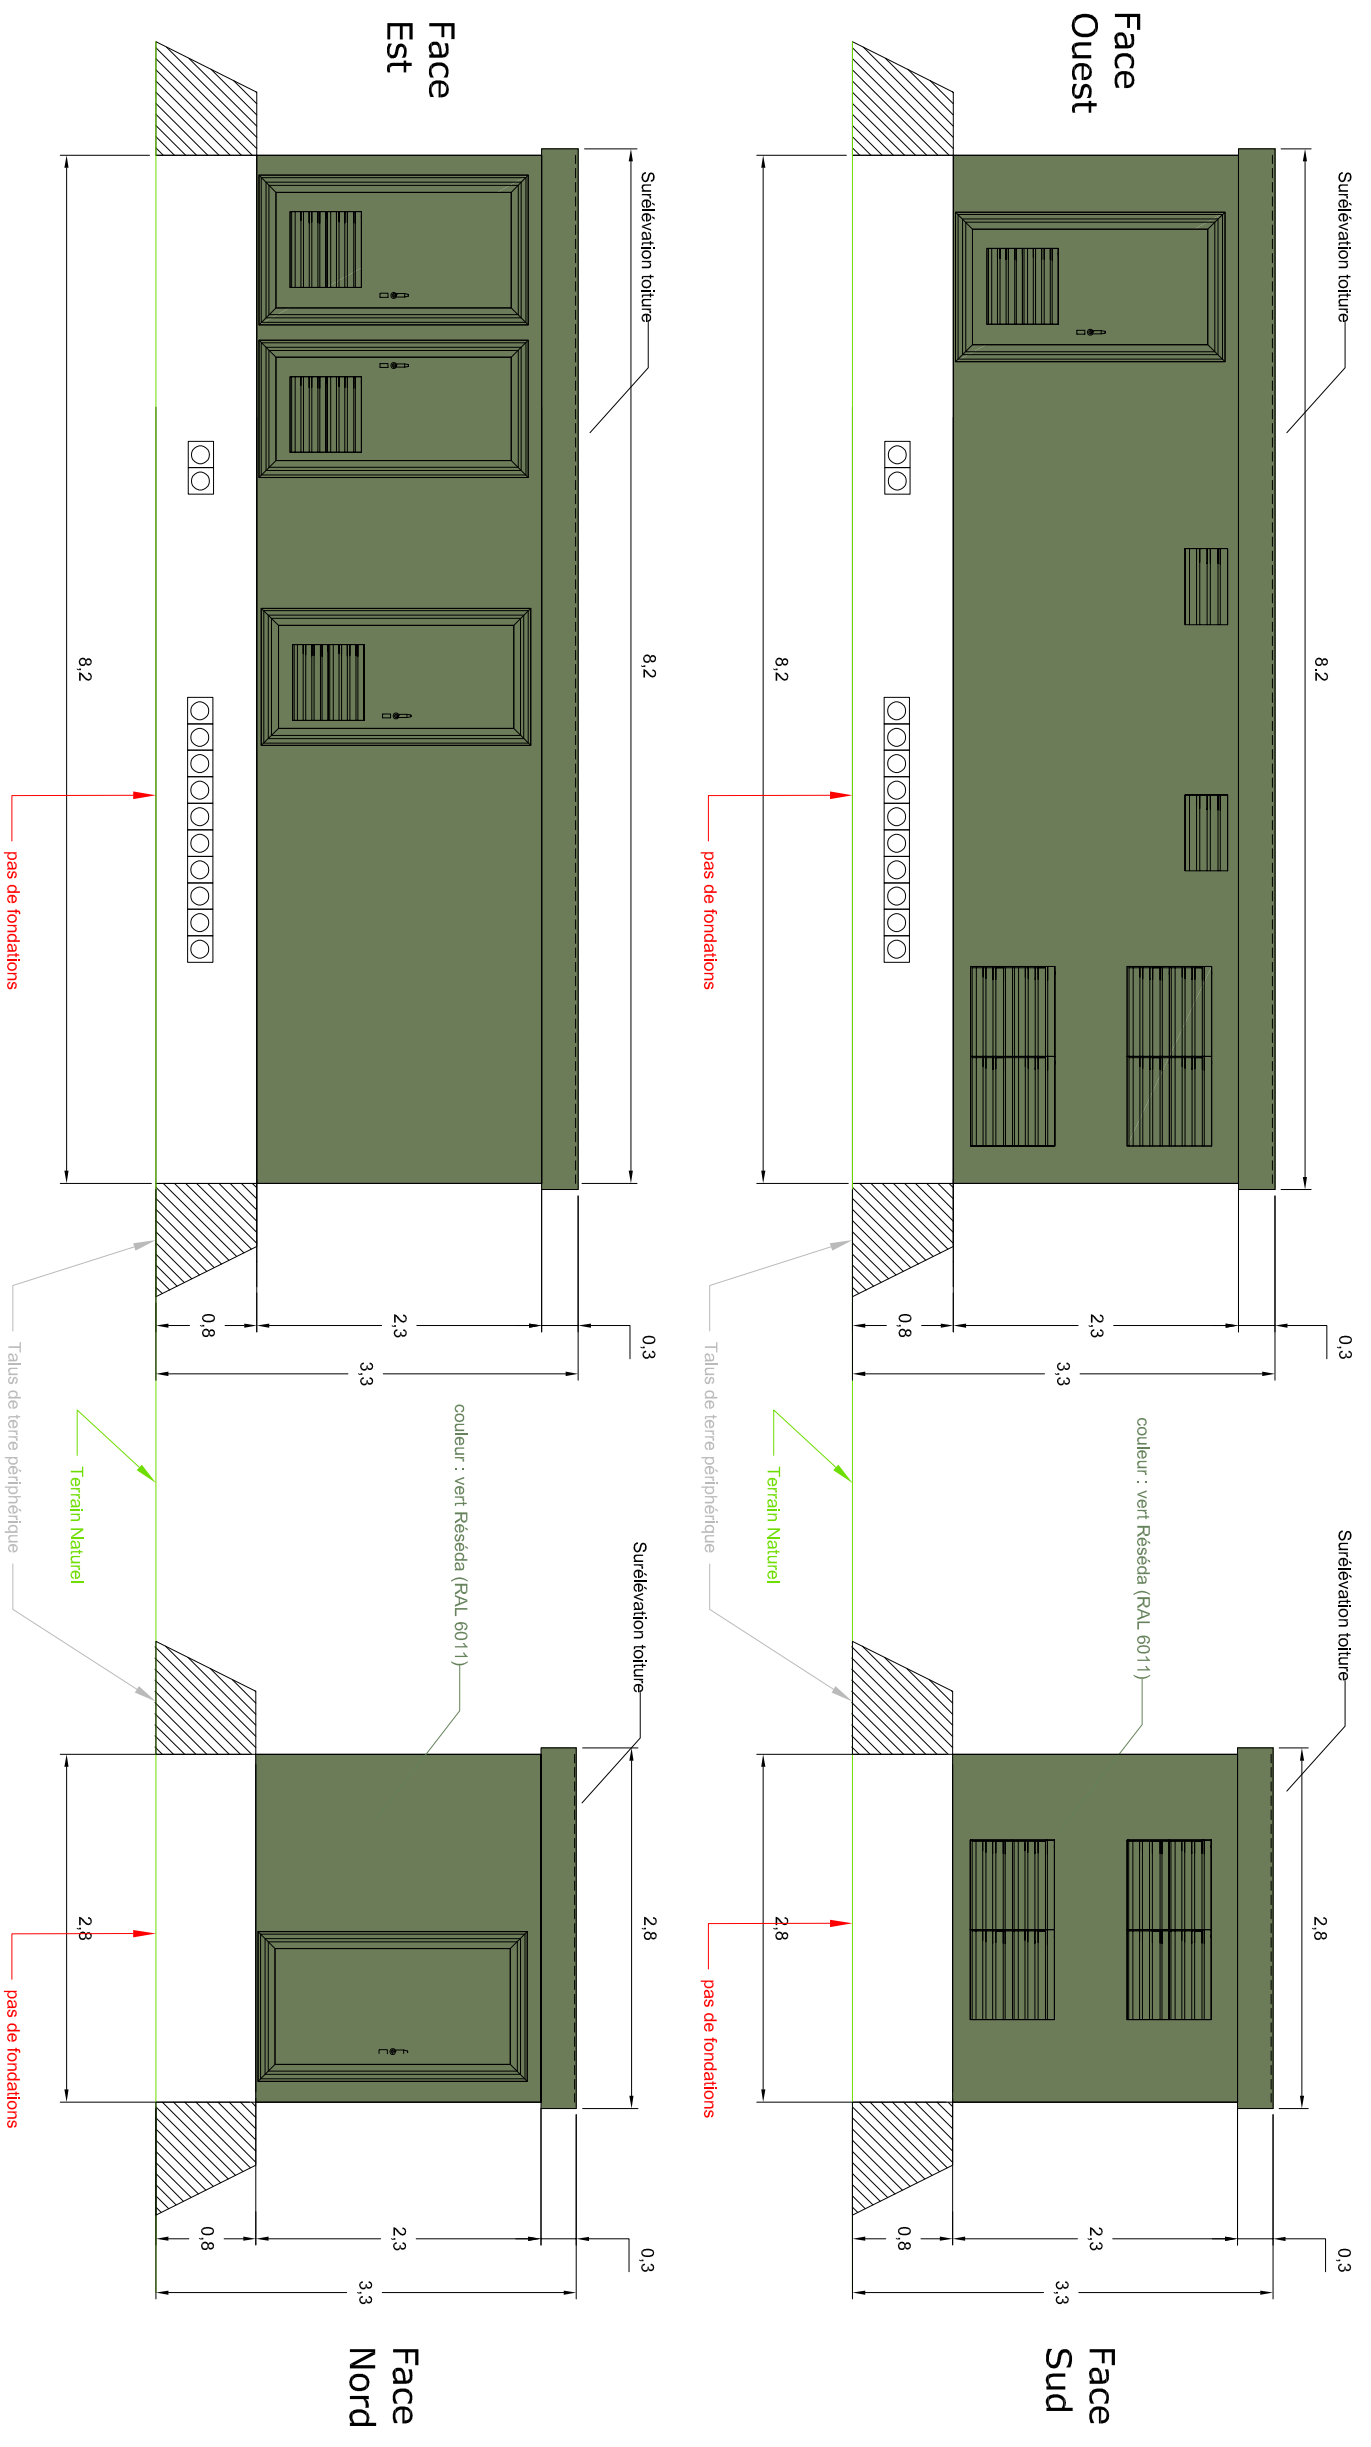 Face
Ouest
Surélévation toiture
8.2
8,2
pas de fondations
0,3
2,3
0,8
3,3
Talus de terre périphérique
Terrain Naturel
couleur : vert Réséda (RAL 6011)
Surélévation toiture
2,8
2,8
pas de fondations
0,3
2,3
0,8
3,3
Face
Sud
Face
Est
Surélévation toiture
8,2
8,2
pas de fondations
0,3
2,3
0,8
3,3
Talus de terre périphérique
Terrain Naturel
couleur : vert Réséda (RAL 6011)
Surélévation toiture
2,8
2,8
pas de fondations
0,3
2,3
0,8
3,3
Face
Nord